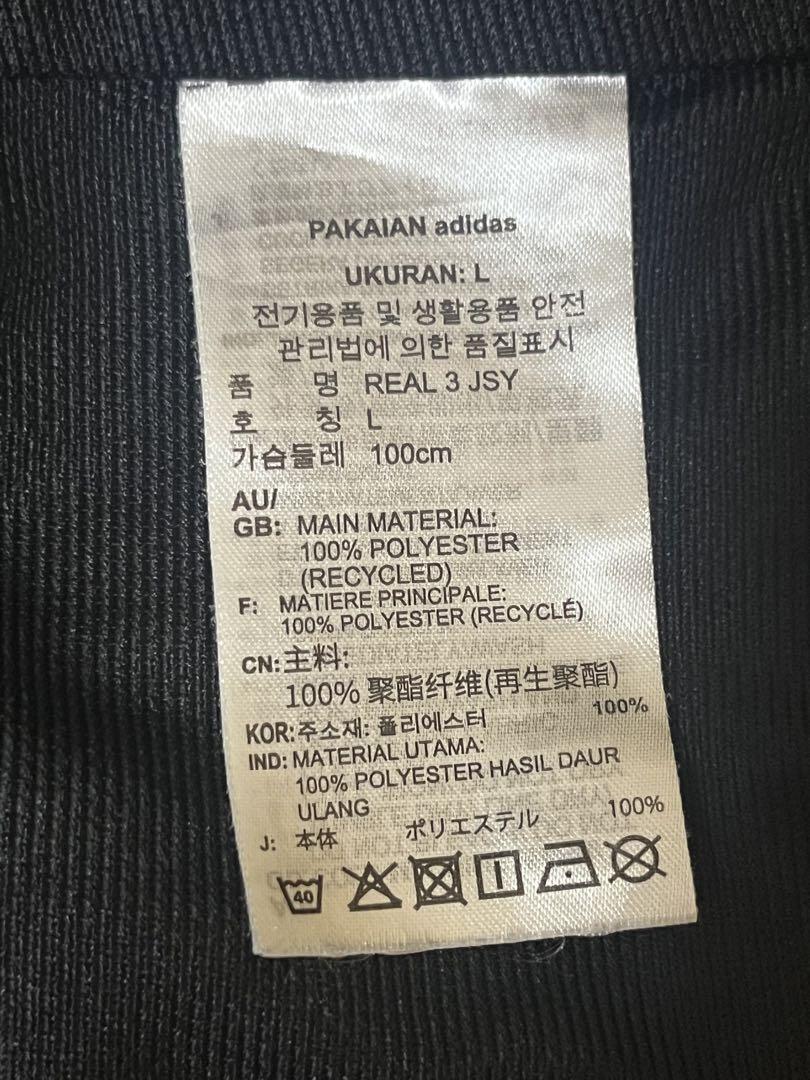 PAKAIAN adidas
UKURAN: L
전기용품 및 생활용품 안전
관리법에 의한 품질표시
품 명 REAL 3 JSY
호 칭 L
가슴둘레 100cm
AU/
GB: MAIN MATERIAL:
100% POLYESTER
(RECYCLED)
F: MATIERE PRINCIPALE:
100% POLYESTER (RECYCLÉ)
CN:主料:
100% 聚酯纤维(再生聚酯)
KOR:주소재: 폴리에스터 100%
IND: MATERIAL UTAMA:
100% POLYESTER HASIL DAUR
ULANG
J: 本体 ポリエステル 100%
40